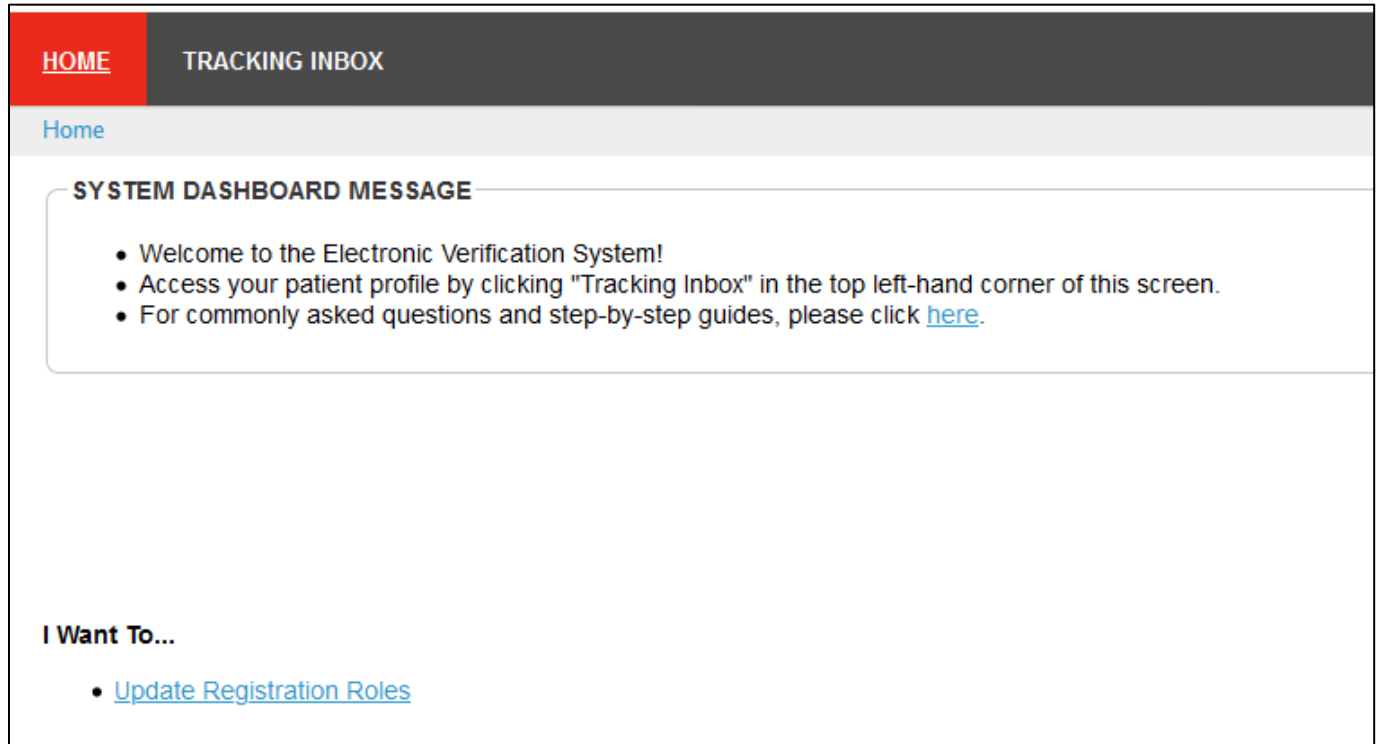 HOME TRACKING INBOX
Home
SYSTEM DASHBOARD MESSAGE
• Welcome to the Electronic Verification System!
• Access your patient profile by clicking "Tracking Inbox" in the top left-hand corner of this screen.
• For commonly asked questions and step-by-step guides, please click here.
I Want To...
• Update Registration Roles